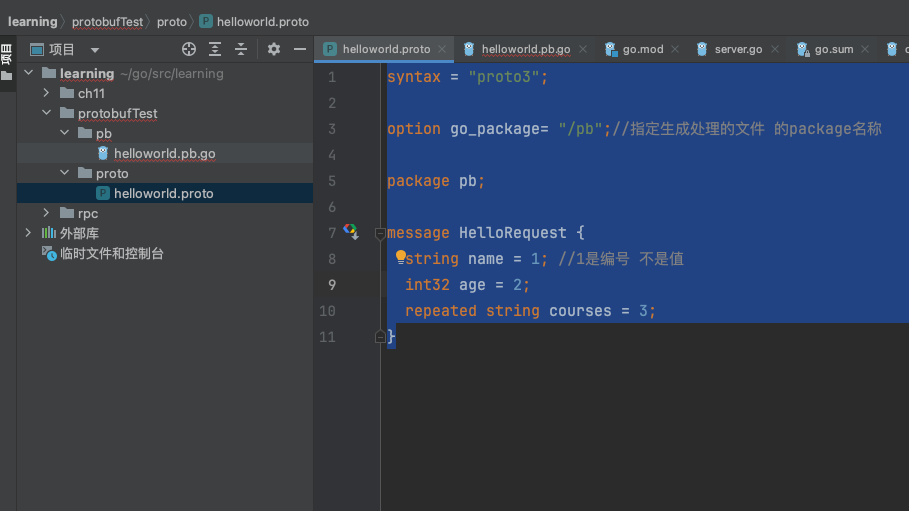 learning protobufTest proto helloworld.proto
项目
项目
helloworld.proto helloworld.pb.go go.mod server.go go.sum
learning ~/go/src/learning
ch11
protobufTest
pb
helloworld.pb.go
proto
helloworld.proto
rpc
外部库
临时文件和控制台
1 syntax = "proto3";
2
3 option go_package= "/pb";//指定生成处理的文件 的package名称
4
5 package pb;
6
7 message HelloRequest {
8 string name = 1; //1是编号 不是值
9 int32 age = 2;
10 repeated string courses = 3;
11 }